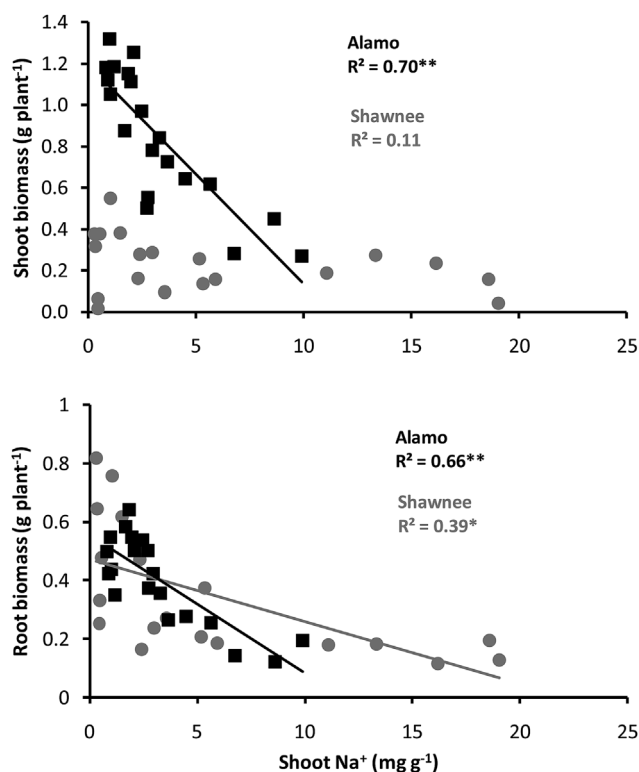 Shoot biomass (g plant⁻¹)
1.4
1.2
1.0
0.8
0.6
0.4
0.2
0.0
Alamo
R² = 0.70**
Shawnee
R² = 0.11
0 5 10 15 20 25
Root biomass (g plant⁻¹)
1
0.8
0.6
0.4
0.2
0
Alamo
R² = 0.66**
Shawnee
R² = 0.39*
0 5 10 15 20 25
Shoot Na⁺ (mg g⁻¹)